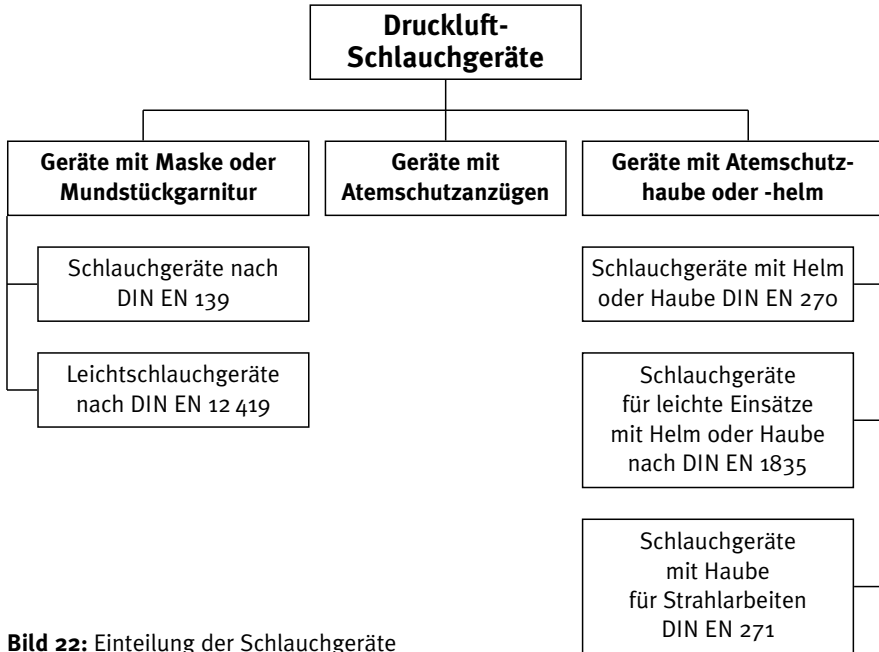 Druckluft-
Schlauchgeräte
Geräte mit Maske oder
Mundstückgarnitur
Geräte mit
Atemschutzanzügen
Geräte mit Atemschutz-
haube oder -helm
Schlauchgeräte nach
DIN EN 139
Leichtschlauchgeräte
nach DIN EN 12 419
Schlauchgeräte mit Helm
oder Haube DIN EN 270
Schlauchgeräte
für leichte Einsätze
mit Helm oder Haube
nach DIN EN 1835
Schlauchgeräte
mit Haube
für Strahlarbeiten
DIN EN 271
Bild 22: Einteilung der Schlauchgeräte